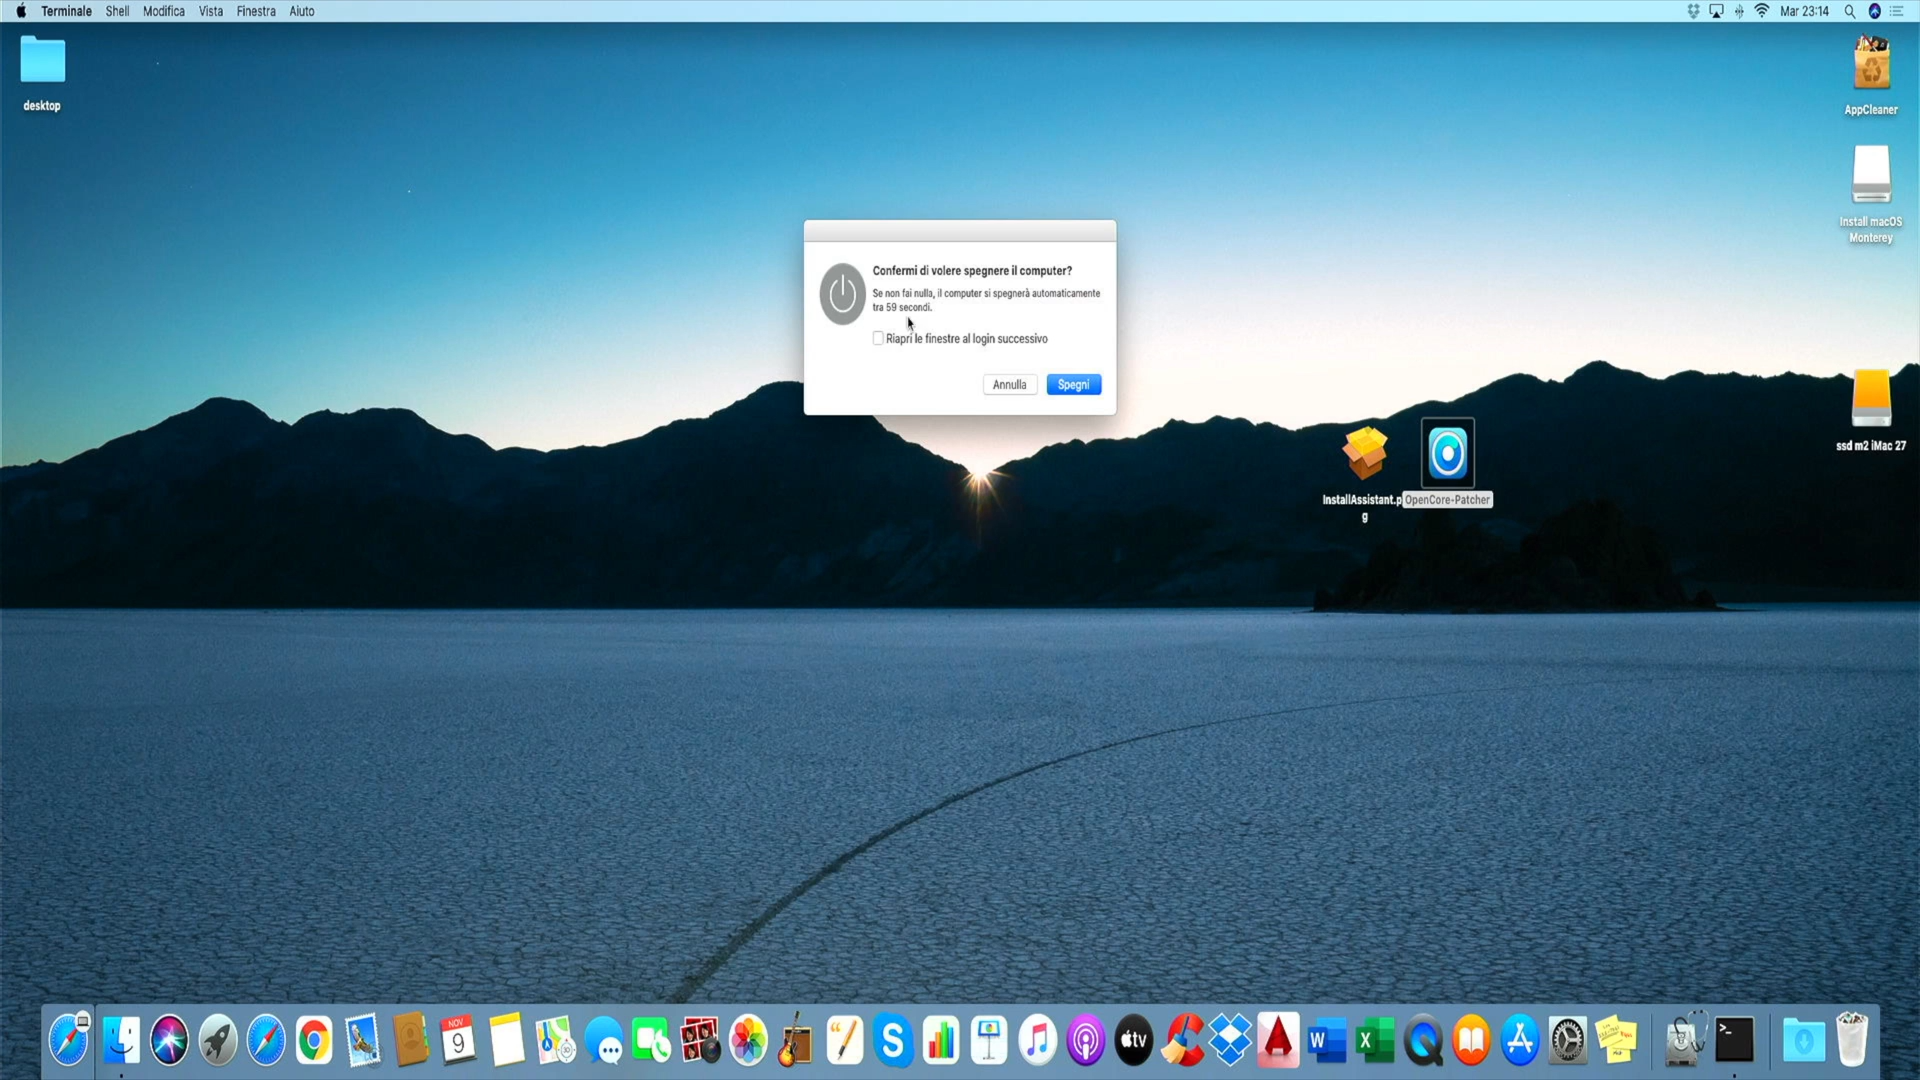 Terminale Shell Modifica Vista Finestra Aiuto
Mar 23:14
desktop
AppCleaner
Install macOS
Monterey
Confermi di volere spegnere il computer?
Se non fai nulla, il computer si spegnerà automaticamente
tra 59 secondi.
Riapri le finestre al login successivo
Annulla Spegni
ssd m2 iMac 27
InstallAssistant.p
g
OpenCore-Patcher
NOV
9
tv
W
X
>_